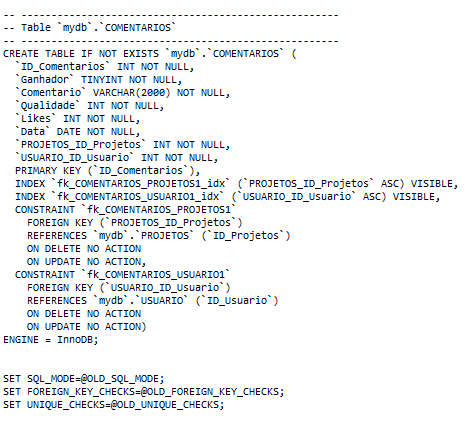 -- -----------------------------------------------------
-- Table `mydb`.`COMENTARIOS`
-- -----------------------------------------------------
CREATE TABLE IF NOT EXISTS `mydb`.`COMENTARIOS` (
  `ID_Comentarios` INT NOT NULL,
  `Ganhador` TINYINT NOT NULL,
  `Comentario` VARCHAR(2000) NOT NULL,
  `Qualidade` INT NOT NULL,
  `Likes` INT NOT NULL,
  `Data` DATE NOT NULL,
  `PROJETOS_ID_Projetos` INT NOT NULL,
  `USUARIO_ID_Usuario` INT NOT NULL,
  PRIMARY KEY (`ID_Comentarios`),
  INDEX `fk_COMENTARIOS_PROJETOS1_idx` (`PROJETOS_ID_Projetos` ASC) VISIBLE,
  INDEX `fk_COMENTARIOS_USUARIO1_idx` (`USUARIO_ID_Usuario` ASC) VISIBLE,
  CONSTRAINT `fk_COMENTARIOS_PROJETOS1`
    FOREIGN KEY (`PROJETOS_ID_Projetos`)
    REFERENCES `mydb`.`PROJETOS` (`ID_Projetos`)
    ON DELETE NO ACTION
    ON UPDATE NO ACTION,
  CONSTRAINT `fk_COMENTARIOS_USUARIO1`
    FOREIGN KEY (`USUARIO_ID_Usuario`)
    REFERENCES `mydb`.`USUARIO` (`ID_Usuario`)
    ON DELETE NO ACTION
    ON UPDATE NO ACTION)
ENGINE = InnoDB;
SET SQL_MODE=@OLD_SQL_MODE;
SET FOREIGN_KEY_CHECKS=@OLD_FOREIGN_KEY_CHECKS;
SET UNIQUE_CHECKS=@OLD_UNIQUE_CHECKS;